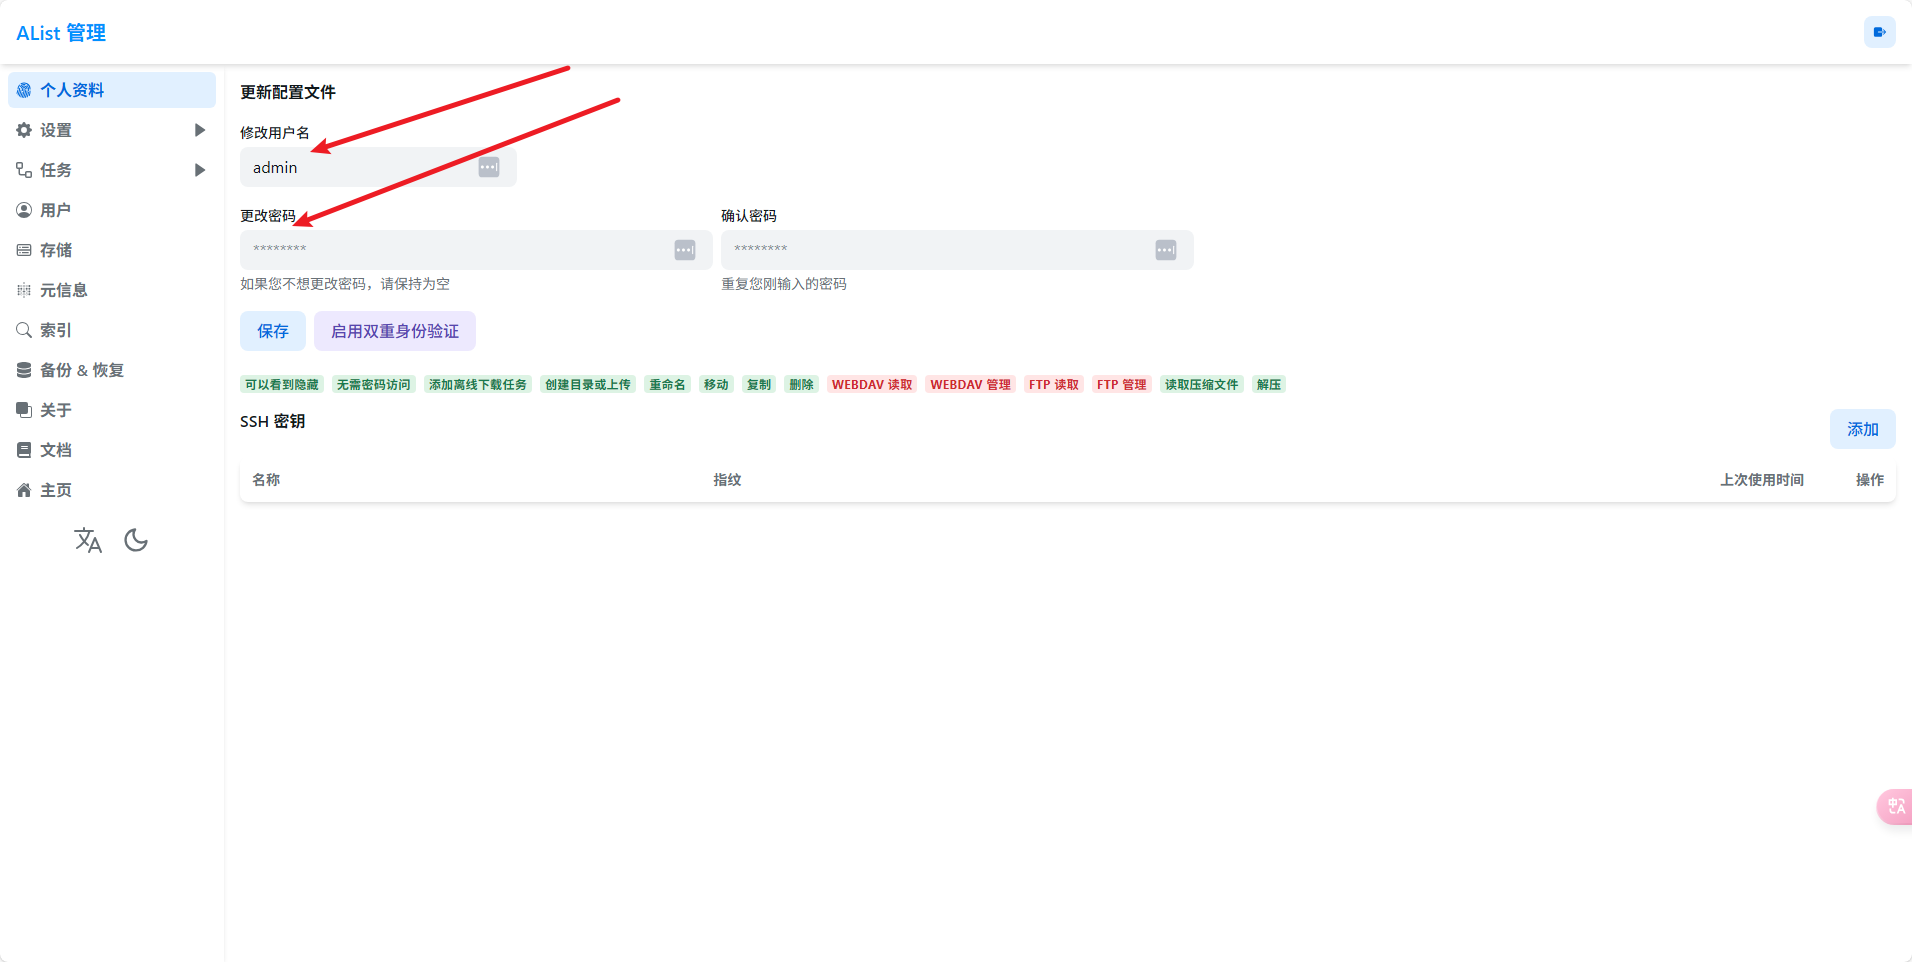 AList 管理
个人资料
设置
任务
用户
存储
元信息
索引
备份 & 恢复
关于
文档
主页
更新配置文件
修改用户名
admin
更改密码
********
如果您不想更改密码，请保持为空
确认密码
********
重复您刚输入的密码
保存 启用双重身份验证
可以看到隐藏 无需密码访问 添加离线下载任务 创建目录或上传 重命名 移动 复制 删除 WEBDAV 读取 WEBDAV 管理 FTP 读取 FTP 管理 读取压缩文件 解压
SSH 密钥
添加
名称 指纹 上次使用时间 操作